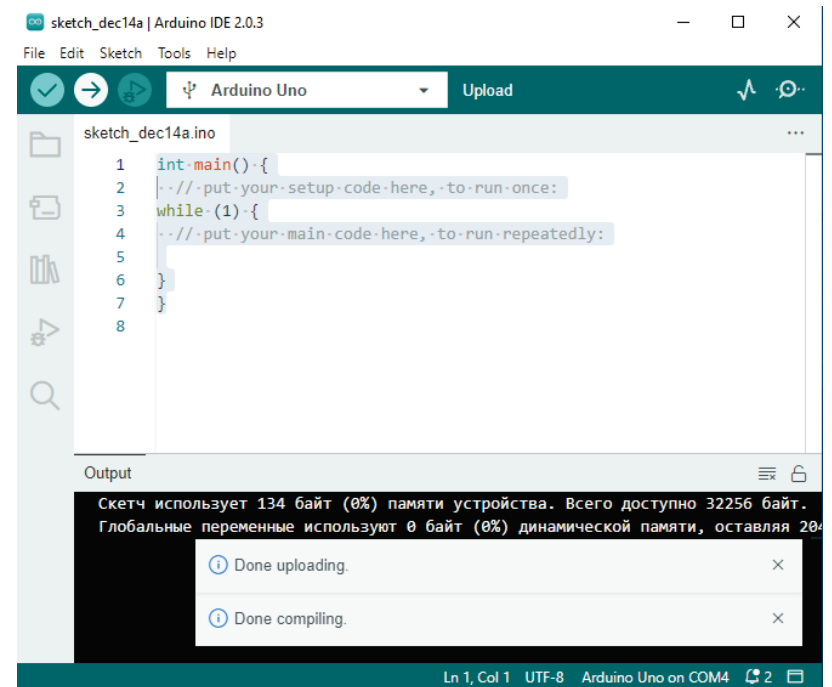 sketch_dec14a | Arduino IDE 2.0.3
File Edit Sketch Tools Help
Arduino Uno Upload
sketch_dec14a.ino
1 int main() {
2 // put your setup code here, to run once:
3 while (1) {
4 // put your main code here, to run repeatedly:
5
6 }
7 }
8
Output
Скетч использует 134 байт (0%) памяти устройства. Всего доступно 32256 байт.
Глобальные переменные используют 0 байт (0%) динамической памяти, оставляя 204
Done uploading.
Done compiling.
Ln 1, Col 1 UTF-8 Arduino Uno on COM4 2